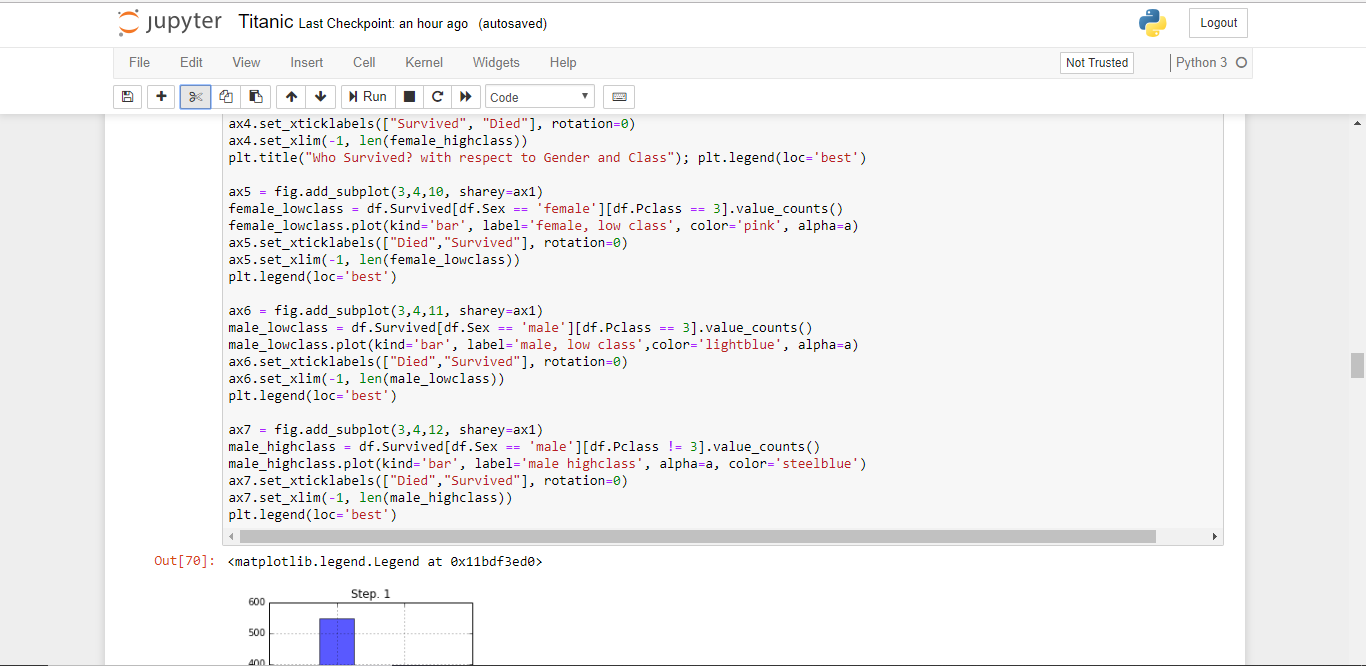 jupyter Titanic Last Checkpoint: an hour ago (autosaved)
Logout
File Edit View Insert Cell Kernel Widgets Help
Not Trusted
Python 3
Run
Code
ax4.set_xticklabels(["Survived", "Died"], rotation=0)
ax4.set_xlim(-1, len(female_highclass))
plt.title("Who Survived? with respect to Gender and Class"); plt.legend(loc='best')
ax5 = fig.add_subplot(3,4,10, sharey=ax1)
female_lowclass = df.Survived[df.Sex == 'female'][df.Pclass == 3].value_counts()
female_lowclass.plot(kind='bar', label='female, low class', color='pink', alpha=a)
ax5.set_xticklabels(["Died","Survived"], rotation=0)
ax5.set_xlim(-1, len(female_lowclass))
plt.legend(loc='best')
ax6 = fig.add_subplot(3,4,11, sharey=ax1)
male_lowclass = df.Survived[df.Sex == 'male'][df.Pclass == 3].value_counts()
male_lowclass.plot(kind='bar', label='male, low class',color='lightblue', alpha=a)
ax6.set_xticklabels(["Died","Survived"], rotation=0)
ax6.set_xlim(-1, len(male_lowclass))
plt.legend(loc='best')
ax7 = fig.add_subplot(3,4,12, sharey=ax1)
male_highclass = df.Survived[df.Sex == 'male'][df.Pclass != 3].value_counts()
male_highclass.plot(kind='bar', label='male highclass', alpha=a, color='steelblue')
ax7.set_xticklabels(["Died","Survived"], rotation=0)
ax7.set_xlim(-1, len(male_highclass))
plt.legend(loc='best')
Out[70]: <matplotlib.legend.Legend at 0x11bdf3ed0>
Step. 1
600
500
400